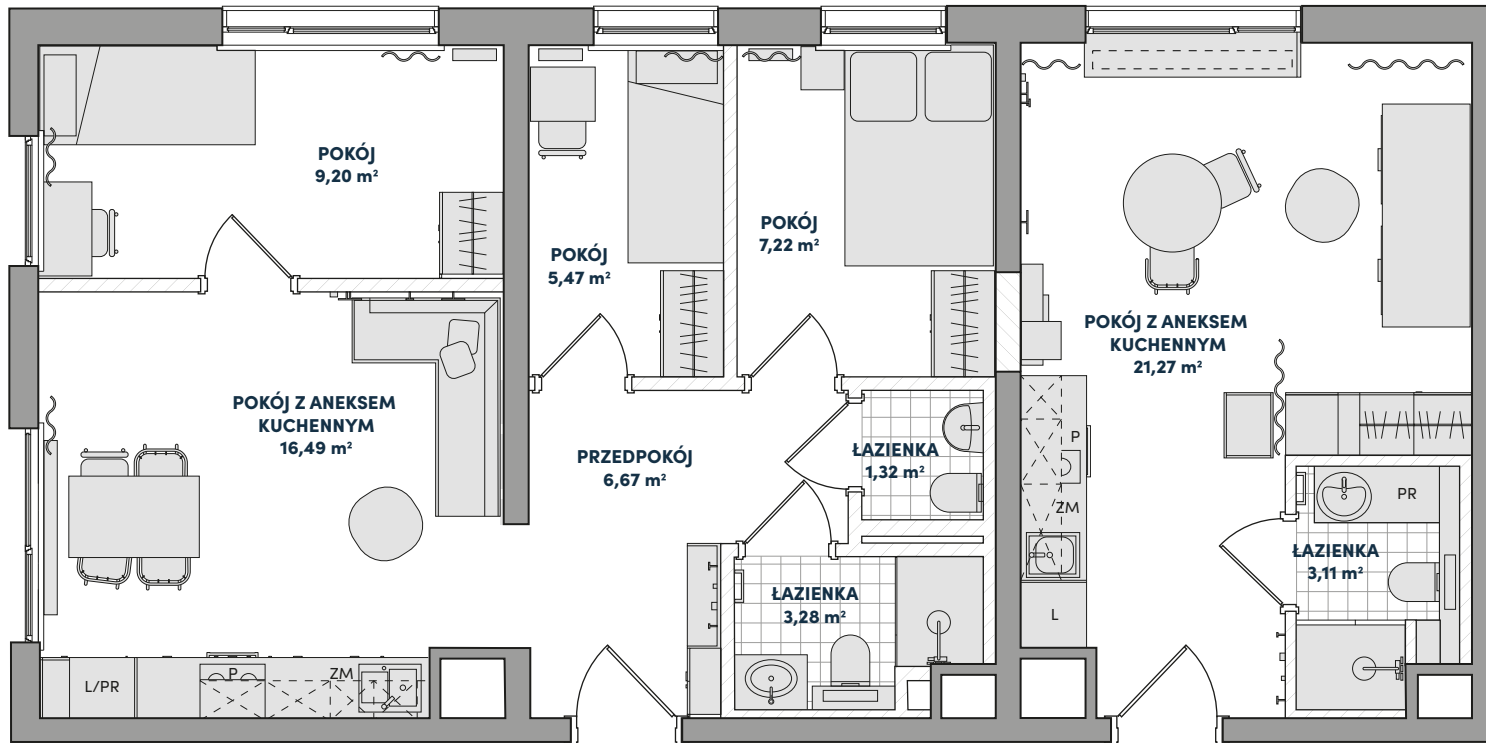 POKÓJ
9,20 m²
POKÓJ
5,47 m²
POKÓJ
7,22 m²
POKÓJ Z ANEKSEM
KUCHENNYM
21,27 m²
POKÓJ Z ANEKSEM
KUCHENNYM
16,49 m²
PRZEDPOKÓJ
6,67 m²
ŁAZIENKA
1,32 m²
P
ZM
L
PR
ŁAZIENKA
3,11 m²
ŁAZIENKA
3,28 m²
L/PR
P
ZM